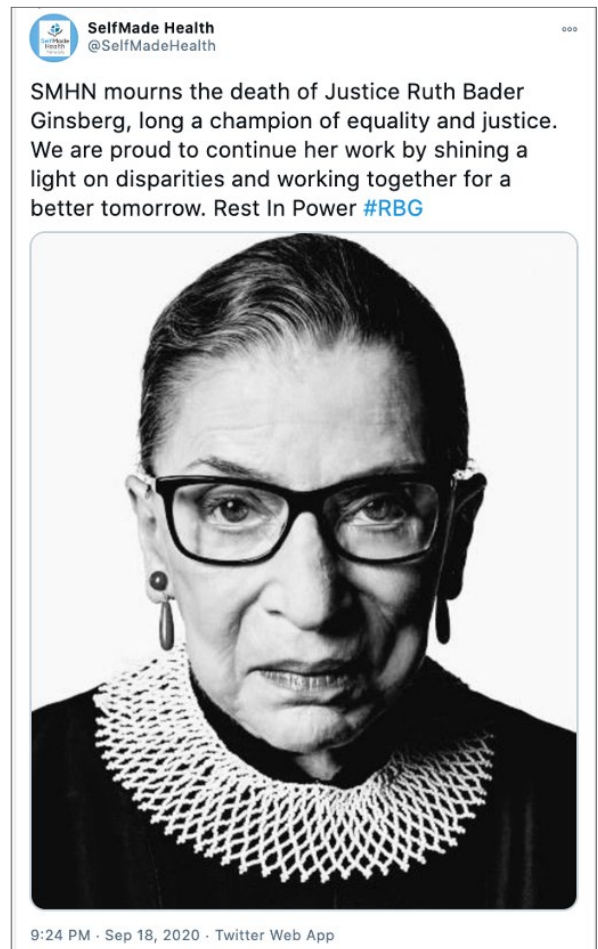 SelfMade Health
@SelfMadeHealth
SMHN mourns the death of Justice Ruth Bader
Ginsberg, long a champion of equality and justice.
We are proud to continue her work by shining a
light on disparities and working together for a
better tomorrow. Rest In Power #RBG
9:24 PM · Sep 18, 2020 · Twitter Web App